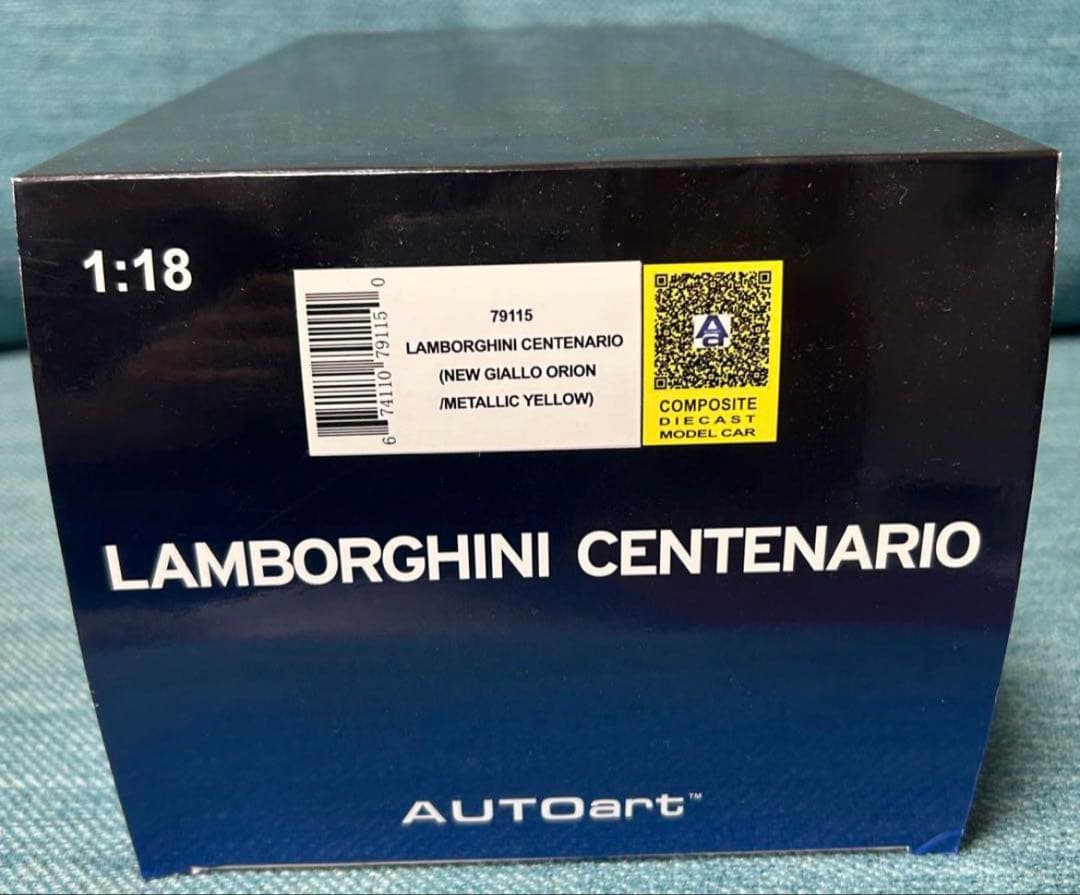 1:18
6 74110 79115 0
79115
LAMBORGHINI CENTENARIO
(NEW GIALLO ORION
/METALLIC YELLOW)
Aa
COMPOSITE
DIECAST
MODEL CAR
LAMBORGHINI CENTENARIO
AUTOart™